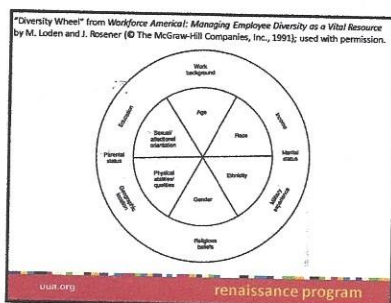 "Diversity Wheel" from Workforce America!: Managing Employee Diversity as a Vital Resource
by M. Loden and J. Rosener (© The McGraw-Hill Companies, Inc., 1991); used with permission.
Work
background
Education
Income
Age
Sexual/
affectional
orientation
Race
Parental
status
Marital
status
Physical
abilities/
qualities
Ethnicity
Gender
Geographic
location
Military
experience
Religious
beliefs
uua.org
renaissance program